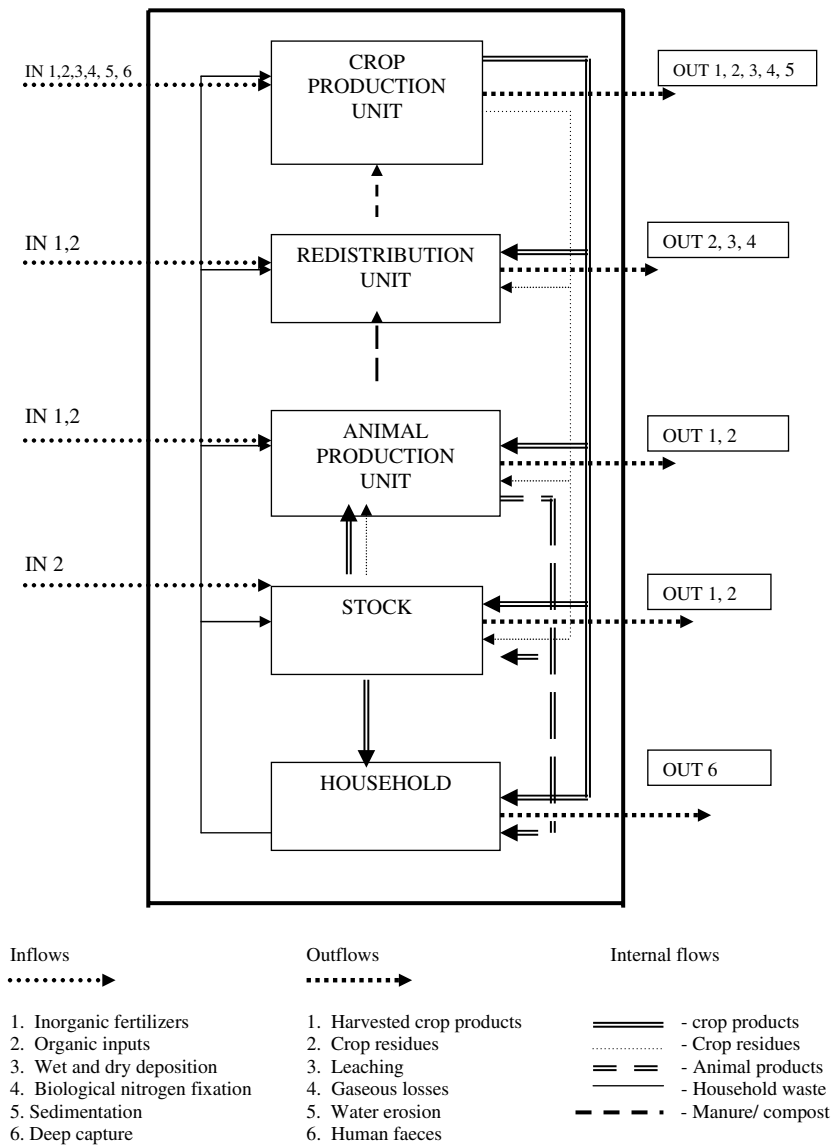 IN 1,2,3,4, 5, 6
CROP
PRODUCTION
UNIT
OUT 1, 2, 3, 4, 5
IN 1,2
REDISTRIBUTION
UNIT
OUT 2, 3, 4
IN 1,2
ANIMAL
PRODUCTION
UNIT
OUT 1, 2
IN 2
STOCK
OUT 1, 2
HOUSEHOLD
OUT 6
Inflows
1. Inorganic fertilizers
2. Organic inputs
3. Wet and dry deposition
4. Biological nitrogen fixation
5. Sedimentation
6. Deep capture
Outflows
1. Harvested crop products
2. Crop residues
3. Leaching
4. Gaseous losses
5. Water erosion
6. Human faeces
Internal flows
- crop products
- Crop residues
- Animal products
- Household waste
- Manure/ compost